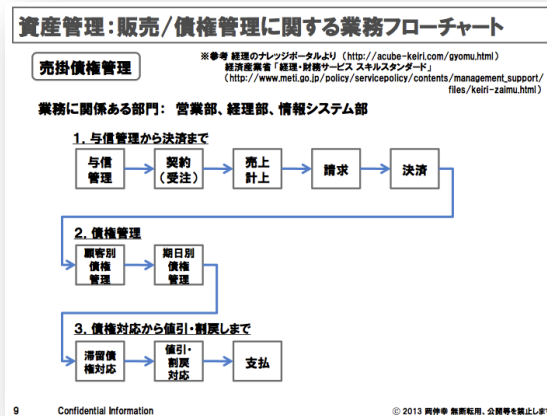 資産管理：販売/債権管理に関する業務フローチャート
売掛債権管理
※参考 経理のナレッジポータルより（http://acube-keiri.com/gyomu.html）
経済産業省「経理・財務サービス スキルスタンダード」
（http://www.meti.go.jp/policy/servicepolicy/contents/management_support/
files/keiri-zaimu.html）
業務に関係ある部門： 営業部、経理部、情報システム部
1. 与信管理から決済まで
与信
管理
契約
（受注）
売上
計上
請求
決済
2. 債権管理
顧客別
債権
管理
期日別
債権
管理
3. 債権対応から値引・割戻しまで
滞留債
権対応
値引・
割戻
対応
支払
9
Confidential Information
© 2013 岡伸幸 無断転用、公開等を禁止しま